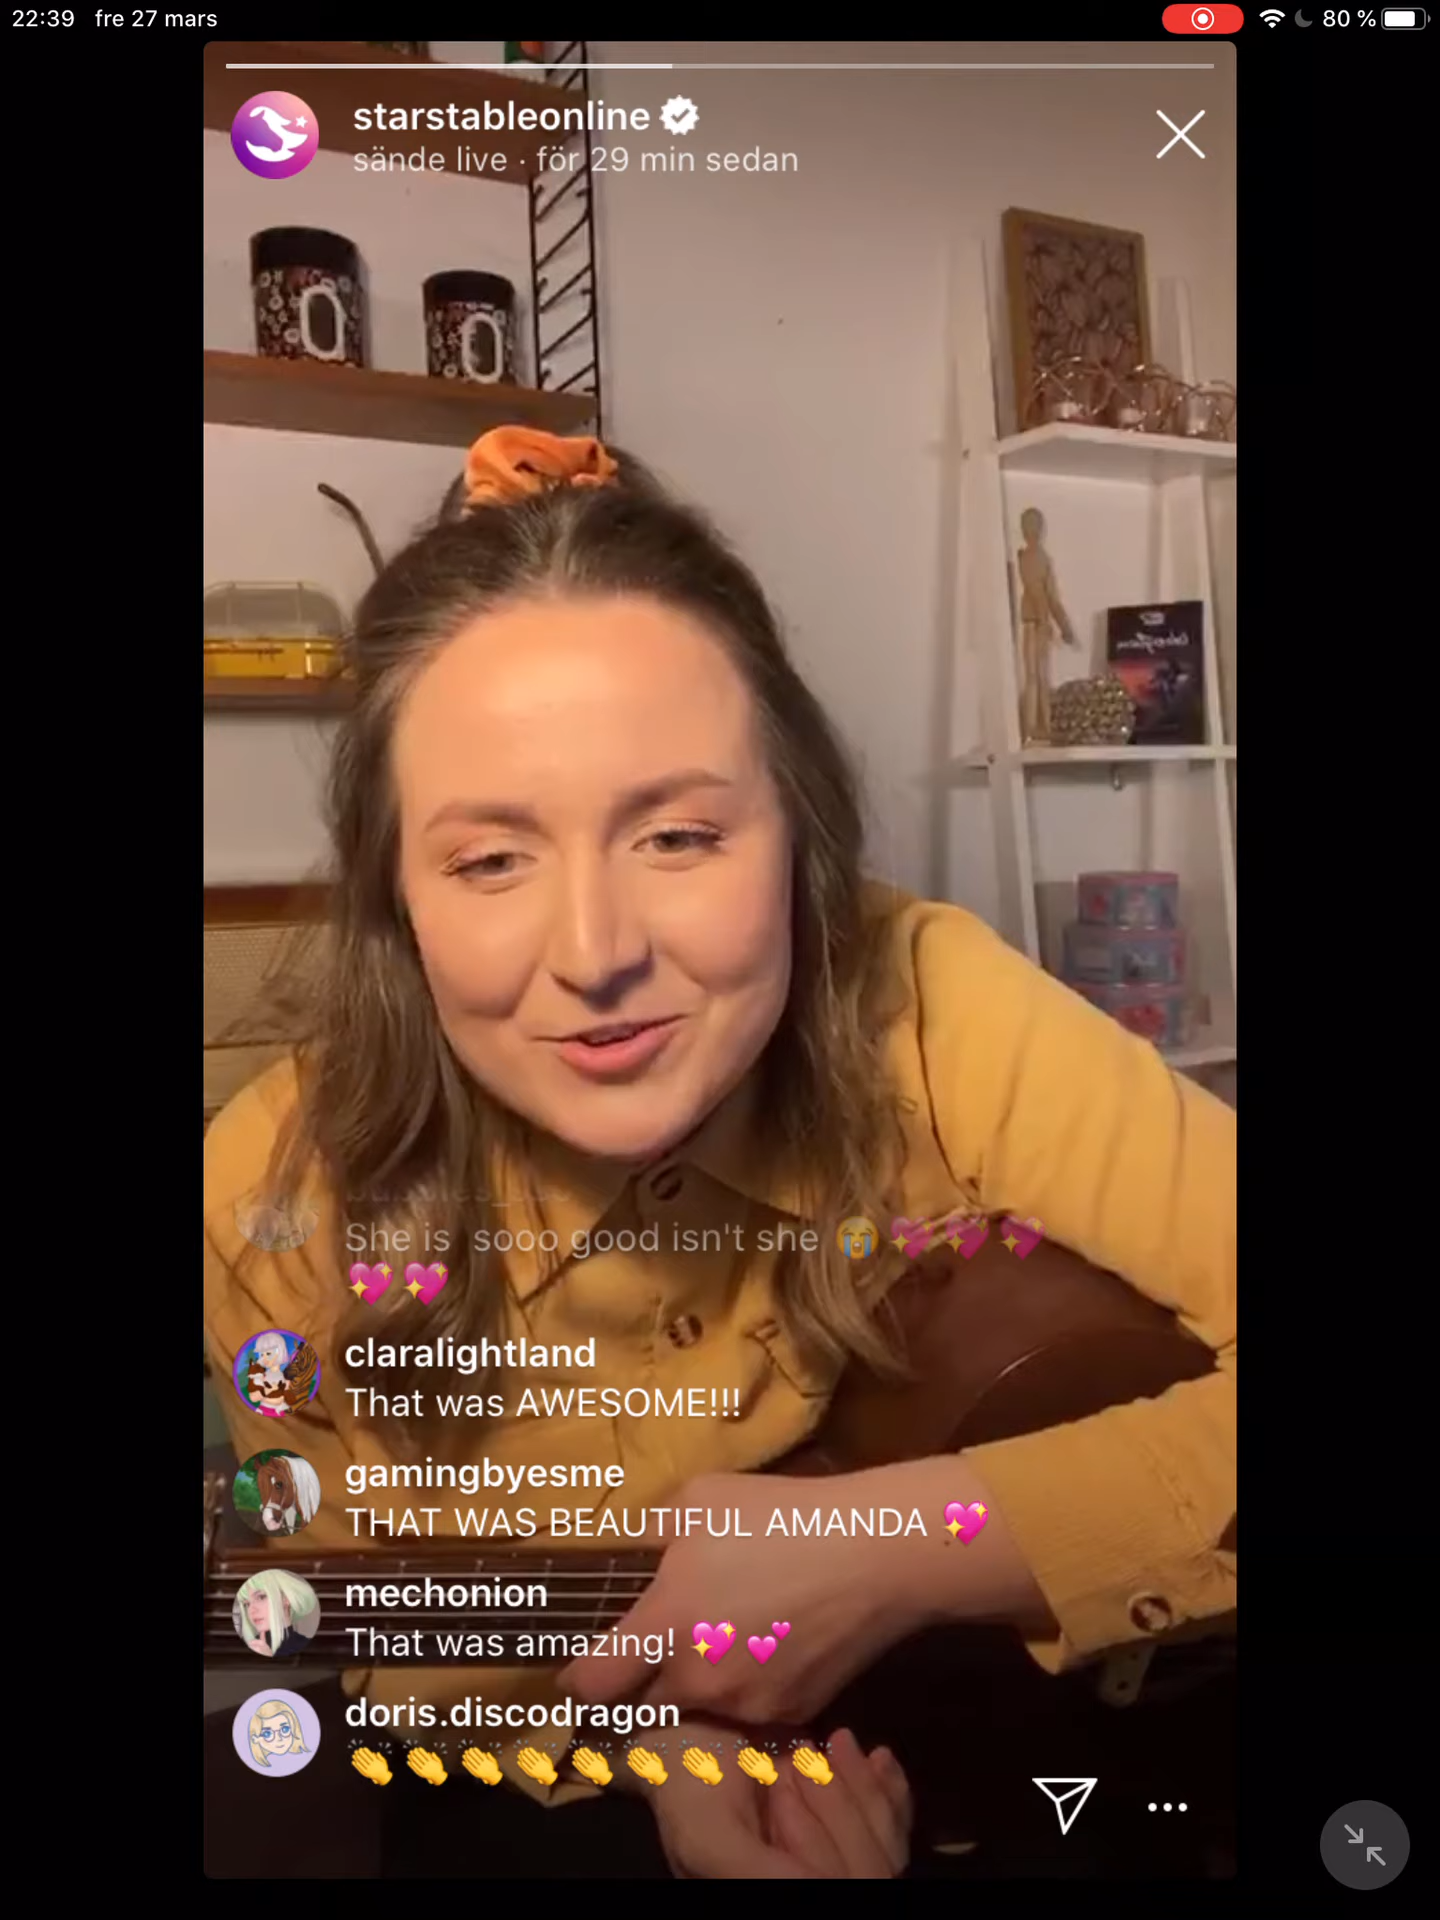 22:39 fre 27 mars
80 %
starstableonline
sände live · för 29 min sedan
She is sooo good isn't she 😭💖💖💖
💖💖
claralightland
That was AWESOME!!!
gamingbyesme
THAT WAS BEAUTIFUL AMANDA 💖
mechonion
That was amazing! 💖💕
doris.discodragon
👏👏👏👏👏👏👏👏👏